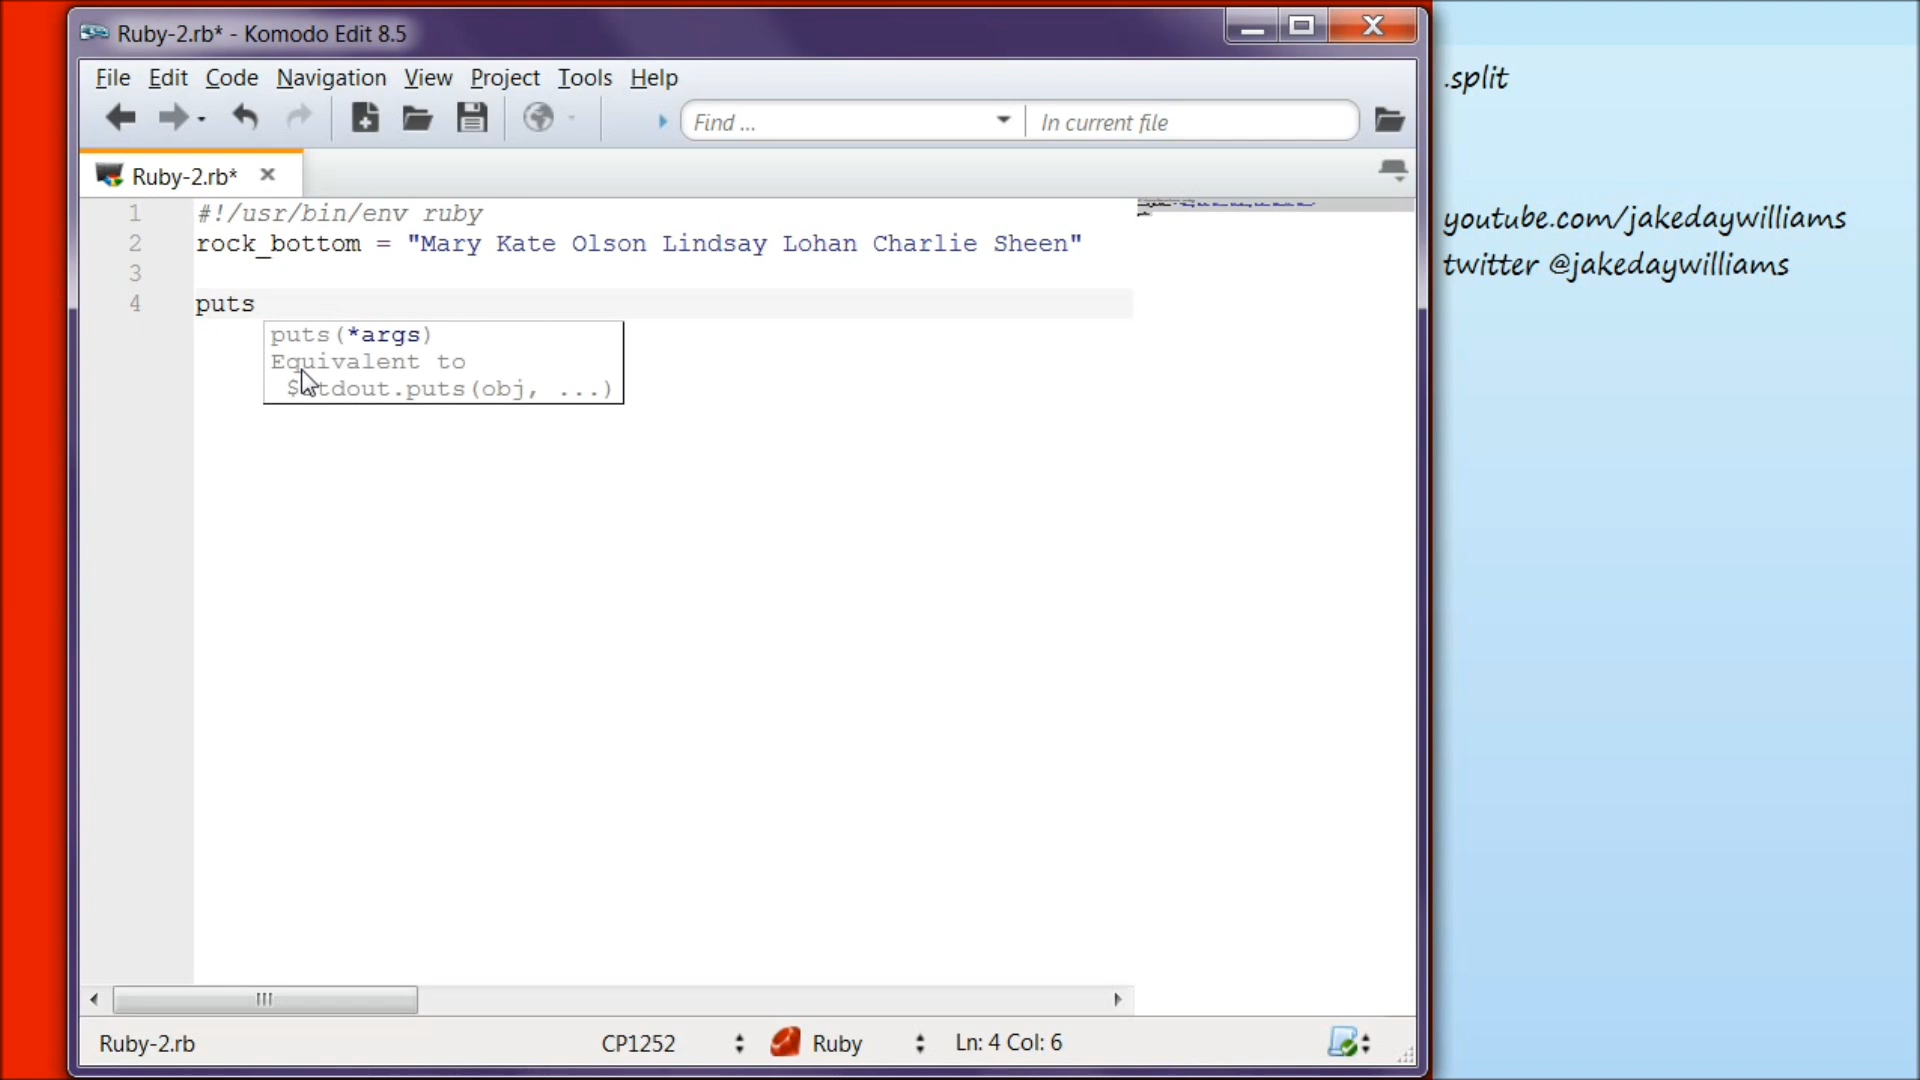 Ruby-2.rb* - Komodo Edit 8.5
File Edit Code Navigation View Project Tools Help
Find ... In current file
Ruby-2.rb*
1 #!/usr/bin/env ruby
2 rock_bottom = "Mary Kate Olson Lindsay Lohan Charlie Sheen"
3
4 puts
puts(*args)
Equivalent to
$stdout.puts(obj, ...)
Ruby-2.rb CP1252 Ruby Ln: 4 Col: 6
.split
youtube.com/jakedaywilliams
twitter @jakedaywilliams